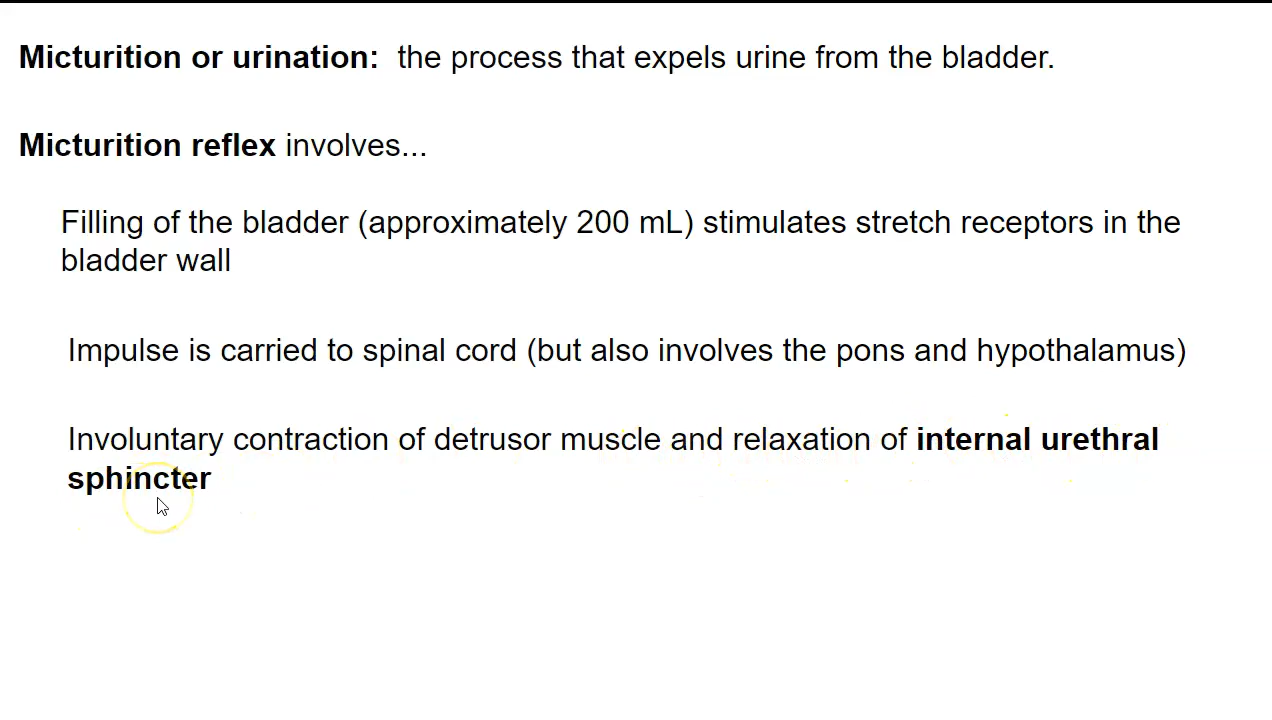 Micturition or urination:  the process that expels urine from the bladder.
Micturition reflex involves...
Filling of the bladder (approximately 200 mL) stimulates stretch receptors in the
bladder wall
Impulse is carried to spinal cord (but also involves the pons and hypothalamus)
Involuntary contraction of detrusor muscle and relaxation of internal urethral
sphincter